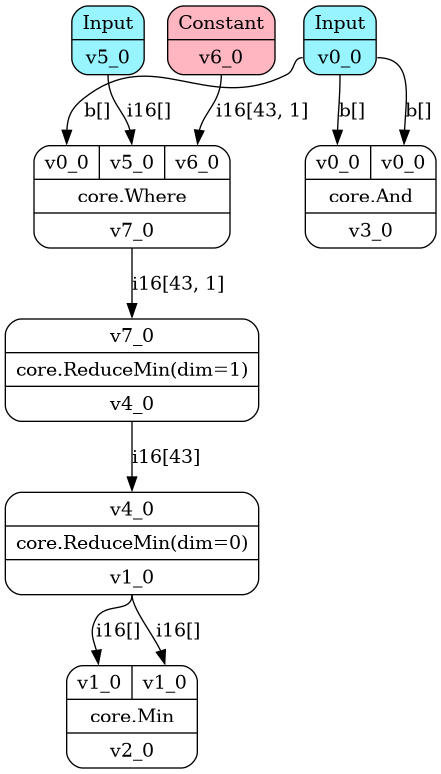 Input
v5_0
Constant
v6_0
Input
v0_0
b[]
i16[]
i16[43, 1]
b[]
b[]
v0_0 v5_0 v6_0
core.Where
v7_0
v0_0 v0_0
core.And
v3_0
i16[43, 1]
v7_0
core.ReduceMin(dim=1)
v4_0
i16[43]
v4_0
core.ReduceMin(dim=0)
v1_0
i16[]
i16[]
v1_0 v1_0
core.Min
v2_0